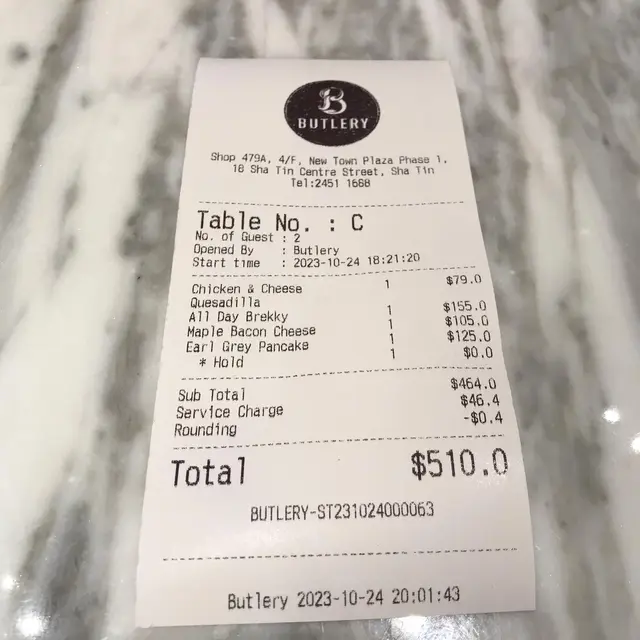 B
BUTLERY
Shop 479A, 4/F, New Town Plaza Phase 1,
18 Sha Tin Centre Street, Sha Tin
Tel:2451 1668
Table No. : C
No. of Guest : 2
Opened By : Butlery
Start time : 2023-10-24 18:21:20
Chicken & Cheese 1 $79.0
Quesadilla
All Day Brekky 1 $155.0
Maple Bacon Cheese 1 $105.0
Earl Grey Pancake 1 $125.0
* Hold 1 $0.0
Sub Total $464.0
Service Charge $46.4
Rounding -$0.4
Total $510.0
BUTLERY-ST231024000063
Butlery 2023-10-24 20:01:43